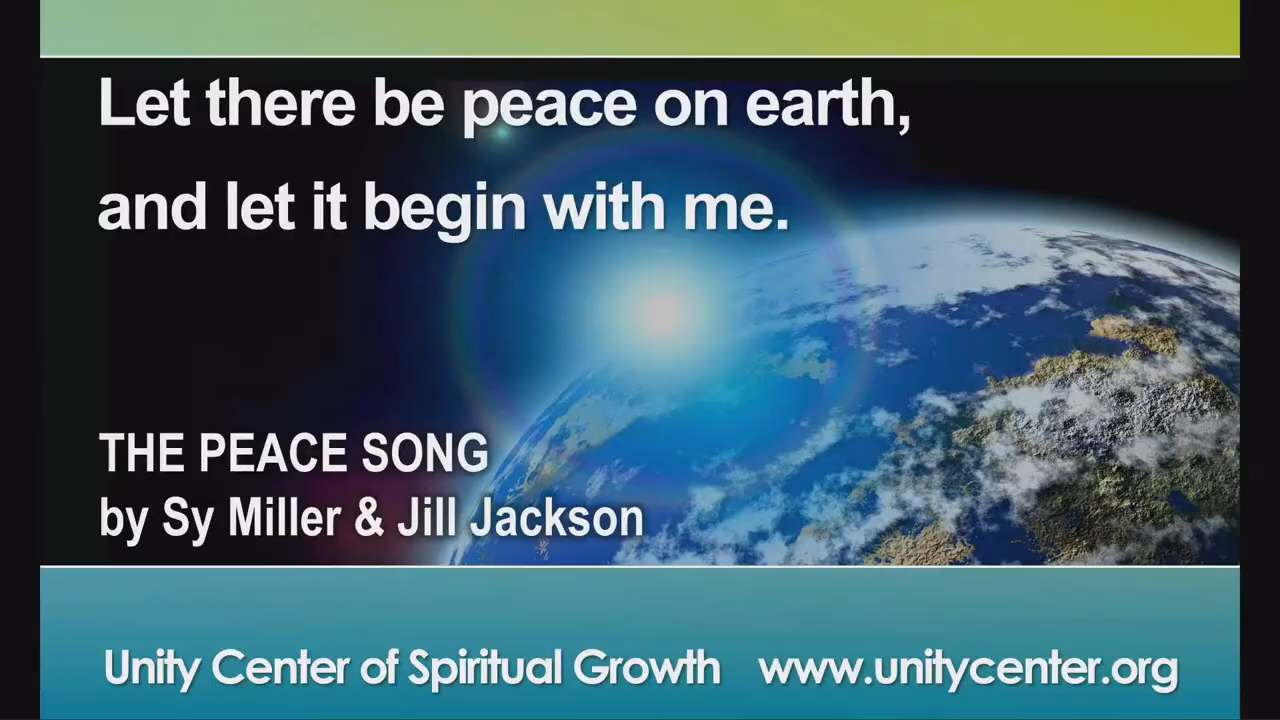 Let there be peace on earth,
and let it begin with me.
THE PEACE SONG
by Sy Miller & Jill Jackson
Unity Center of Spiritual Growth www.unitycenter.org